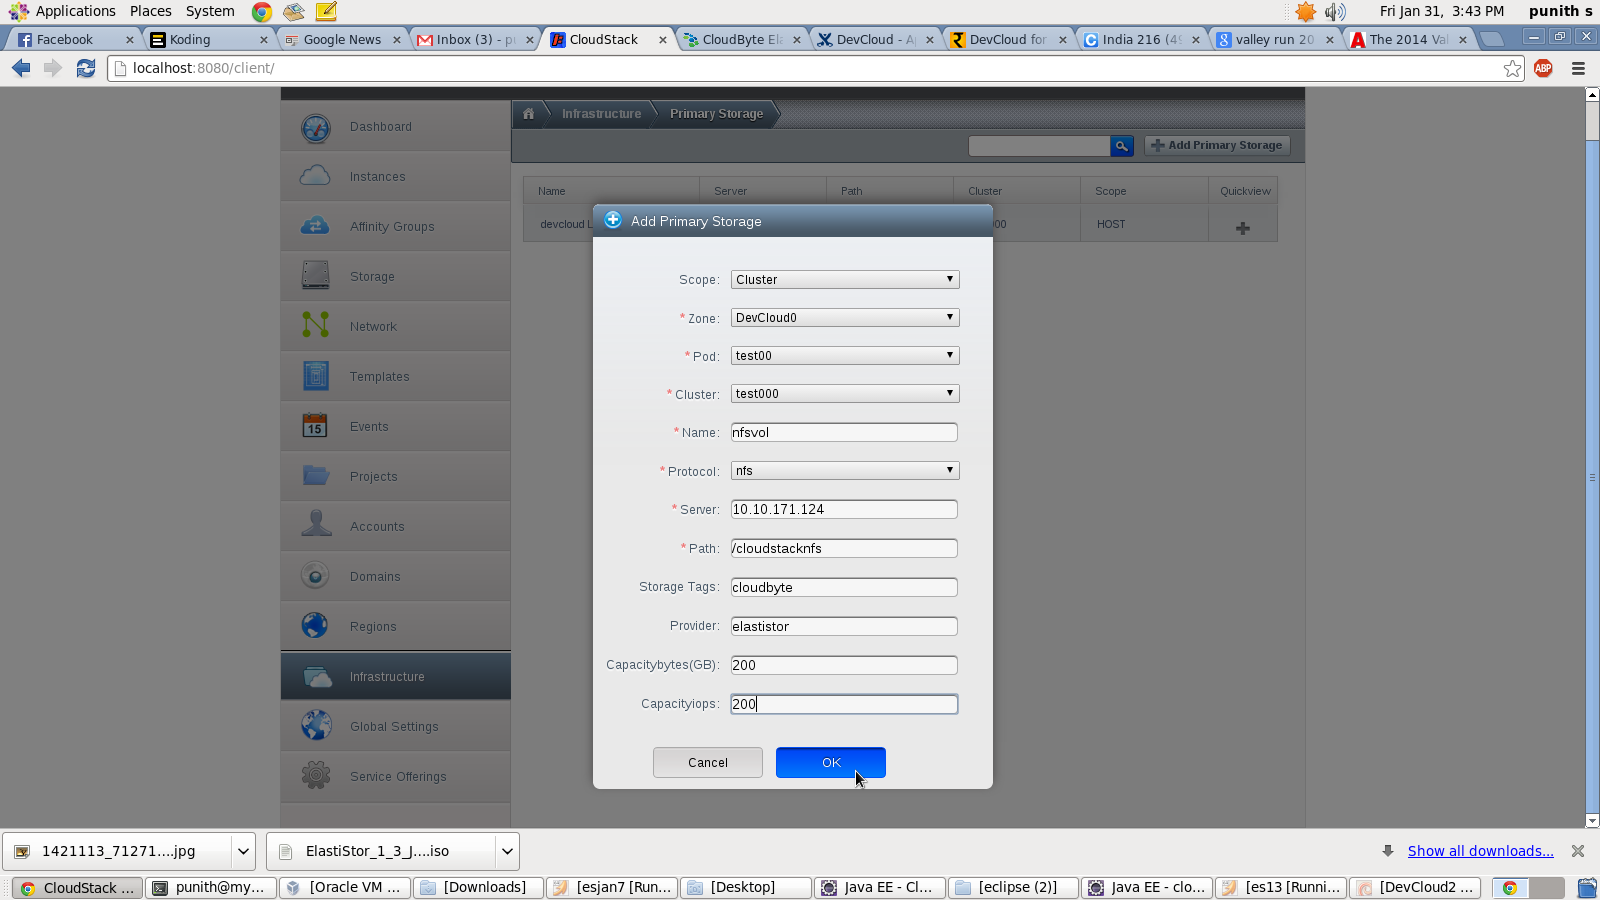 Applications Places System Fri Jan 31, 3:43 PM punith s
Facebook Koding Google News Inbox (3) - p CloudStack CloudByte Ela DevCloud - A DevCloud for India 216 (49 valley run 20 The 2014 Val
localhost:8080/client/ ABP
Infrastructure Primary Storage
Add Primary Storage
Dashboard
Instances
Affinity Groups
Storage
Network
Templates
15
Events
Projects
Accounts
Domains
Regions
Infrastructure
Global Settings
Service Offerings
Name Server Path Cluster Scope Quickview
devcloud L 00 HOST
Add Primary Storage
Scope: Cluster
* Zone: DevCloud0
* Pod: test00
* Cluster: test000
* Name: nfsvol
* Protocol: nfs
* Server: 10.10.171.124
* Path: /cloudstacknfs
Storage Tags: cloudbyte
Provider: elastistor
Capacitybytes(GB): 200
Capacityiops: 200
Cancel OK
1421113_71271....jpg ElastiStor_1_3_J....iso Show all downloads...
CloudStack ... punith@my... [Oracle VM ... [Downloads] [esjan7 [Run... [Desktop] Java EE - Cl... [eclipse (2)] Java EE - clo... [es13 [Runni... [DevCloud2 ...